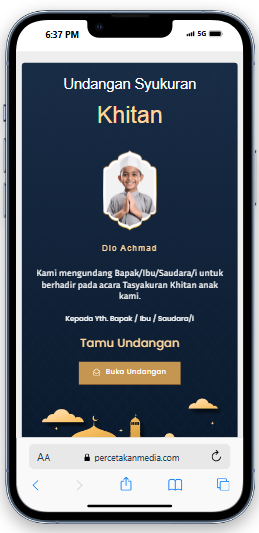 6:37 PM
5G
Undangan Syukuran
Khitan
Dio Achmad
Kami mengundang Bapak/Ibu/Saudara/i untuk
berhadir pada acara Tasyakuran Khitan anak
kami.
Kepada Yth. Bapak / Ibu / Saudara/i
Tamu Undangan
Buka Undangan
AA
percetakanmedia.com